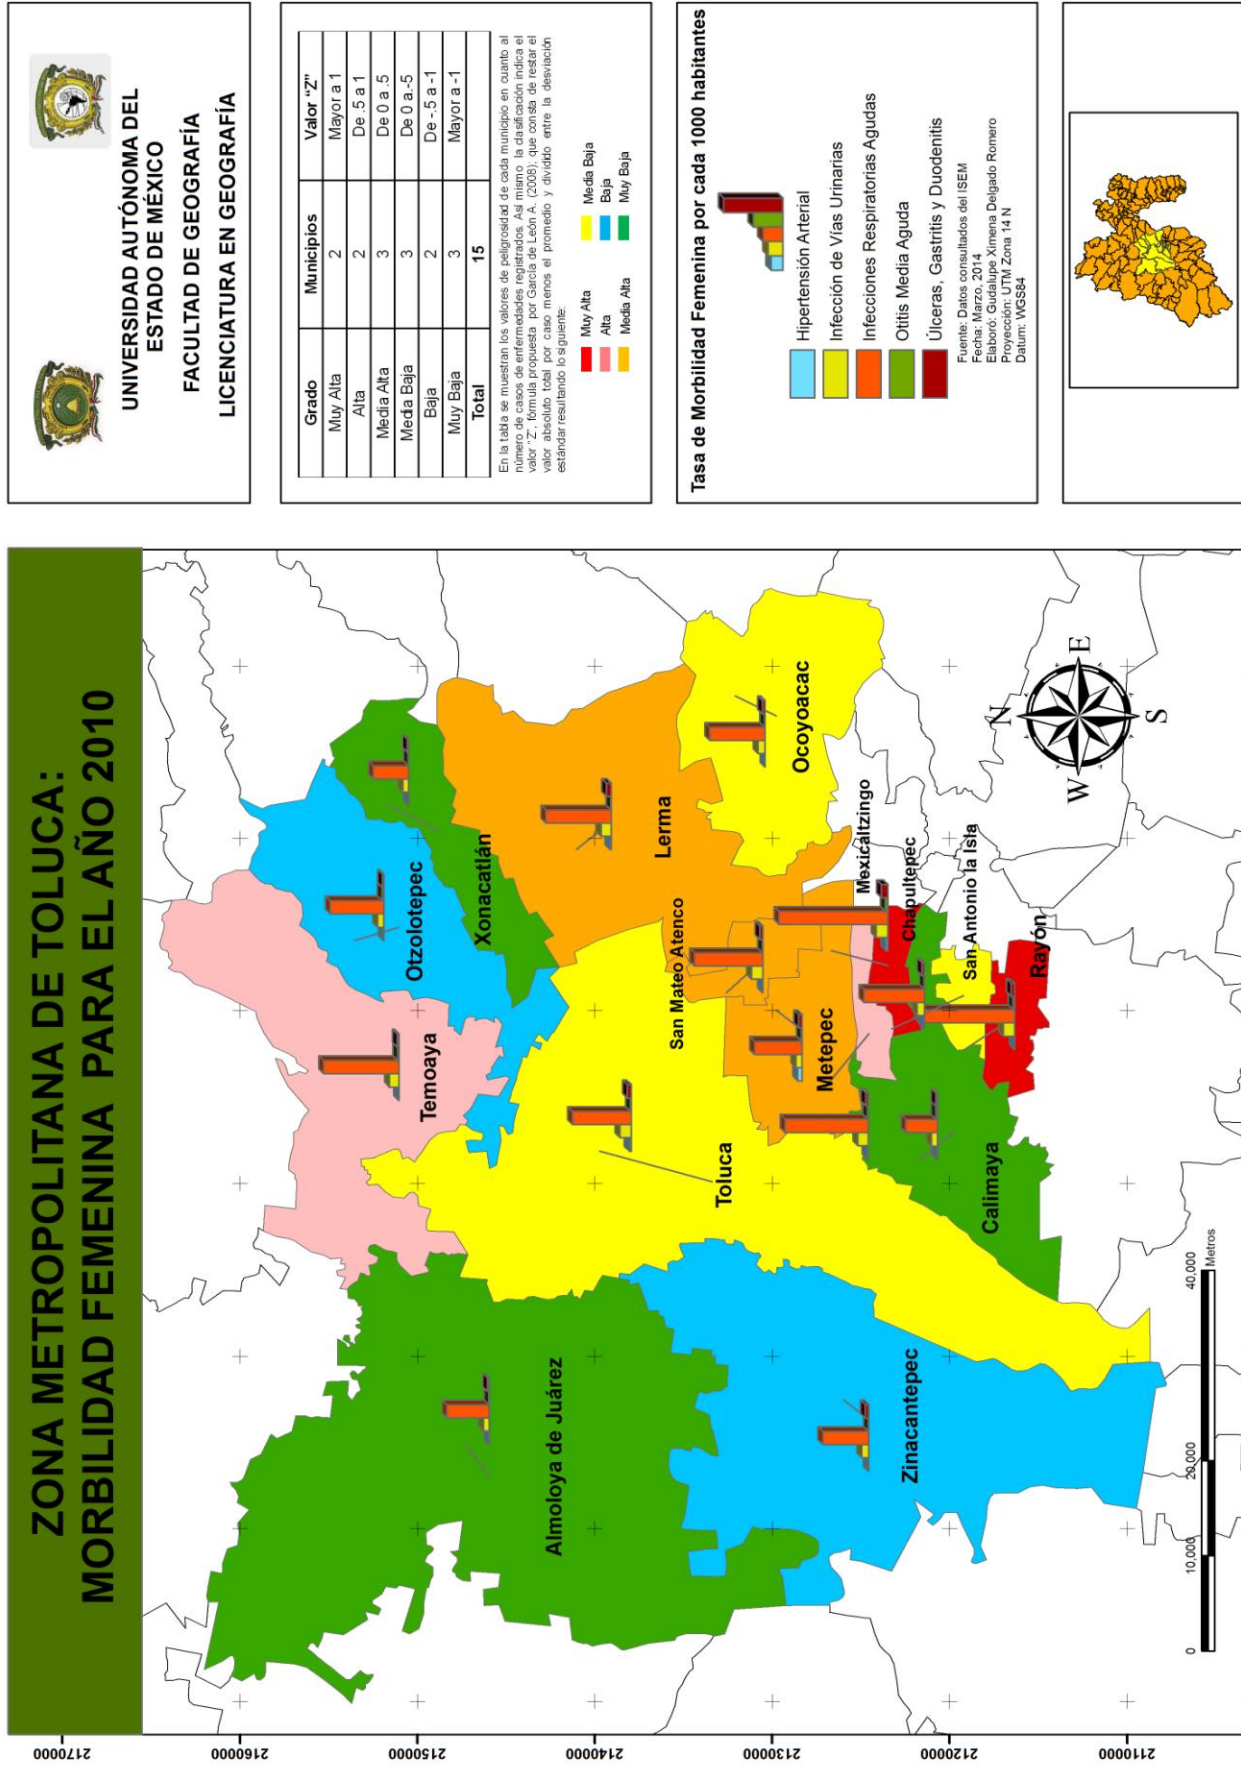 ZONA METROPOLITANA DE TOLUCA:
MORBILIDAD FEMENINA PARA EL AÑO 2010
2170000
2160000
2150000
2140000
2130000
2120000
2110000
Almoloya de Juárez
Zinacantepec
Temoaya
Toluca
Otzolotepec
Xonacatlán
Lerma
San Mateo Atenco
Metepec
Ocoyoacac
Mexicaltzingo
Chapultepec
San Antonio la Isla
Rayón
Calimaya
N
W
E
S
0
10,000
20,000
40,000
Metros
UNIVERSIDAD AUTÓNOMA DEL
ESTADO DE MÉXICO
FACULTAD DE GEOGRAFÍA
LICENCIATURA EN GEOGRAFÍA
Grado Municipios Valor “Z”
Muy Alta 2 Mayor a 1
Alta 2 De .5 a 1
Media Alta 3 De 0 a .5
Media Baja 3 De 0 a -.5
Baja 2 De -.5 a -1
Muy Baja 3 Mayor a -1
Total 15
En la tabla se muestran los valores de peligrosidad de cada municipio en cuanto al
número de casos de enfermedades registrados. Así mismo, la clasificación indica el
valor “Z”, fórmula propuesta por García de León A. (2008): que consta de restar el
valor absoluto total por caso menos el promedio y dividido entre la desviación
estándar resultando lo siguiente:
Muy Alta
Alta
Media Alta
Media Baja
Baja
Muy Baja
Tasa de Morbilidad Femenina por cada 1000 habitantes
Hipertensión Arterial
Infección de Vías Urinarias
Infecciones Respiratorias Agudas
Otitis Media Aguda
Úlceras, Gastritis y Duodenitis
Fuente: Datos consultados del ISEM
Fecha: Marzo, 2014
Elaboró: Gudalupe Ximena Delgado Romero
Proyección: UTM Zona 14 N
Datum: WGS84